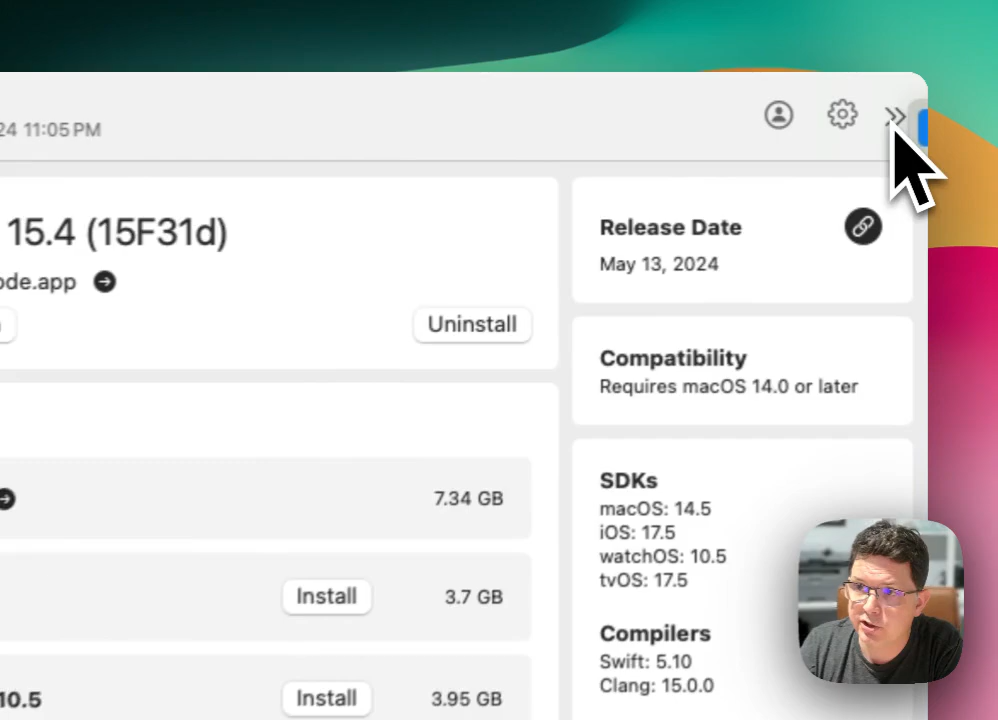 24 11:05 PM
15.4 (15F31d)
ode.app
Uninstall
Release Date
May 13, 2024
Compatibility
Requires macOS 14.0 or later
7.34 GB
Install
3.7 GB
10.5
Install
3.95 GB
SDKs
macOS: 14.5
iOS: 17.5
watchOS: 10.5
tvOS: 17.5
Compilers
Swift: 5.10
Clang: 15.0.0